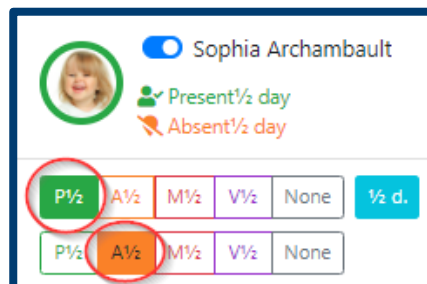 Sophia Archambault
Present½ day
Absent½ day
P½ A½ M½ V½ None ½ d.
P½ A½ M½ V½ None